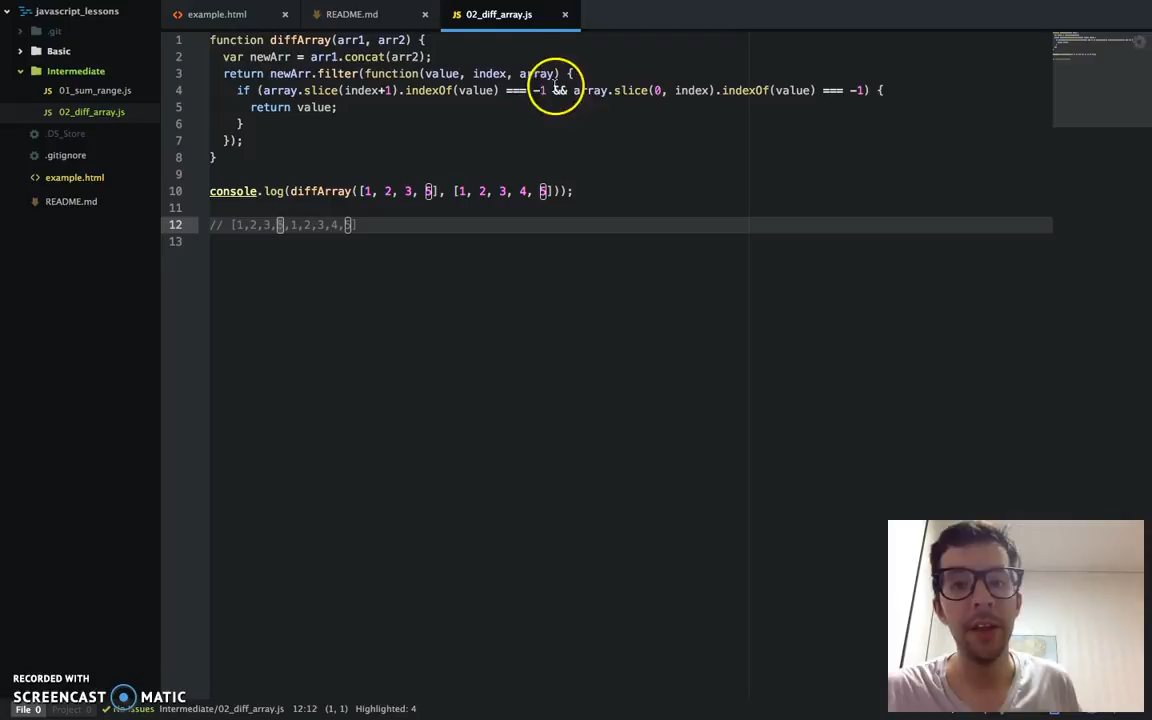 javascript_lessons
.git
Basic
Intermediate
01_sum_range.js
02_diff_array.js
.DS_Store
.gitignore
example.html
README.md
example.html
README.md
02_diff_array.js
1 function diffArray(arr1, arr2) {
2 var newArr = arr1.concat(arr2);
3 return newArr.filter(function(value, index, array) {
4 if (array.slice(index+1).indexOf(value) === -1 && array.slice(0, index).indexOf(value) === -1) {
5 return value;
6 }
7 });
8 }
9
10 console.log(diffArray([1, 2, 3, 5], [1, 2, 3, 4, 5]));
11
12 // [1,2,3,5,1,2,3,4,5]
13
RECORDED WITH
SCREENCAST MATIC
File 0 Project 0 No Issues Intermediate/02_diff_array.js 12:12 (1, 1) Highlighted: 4